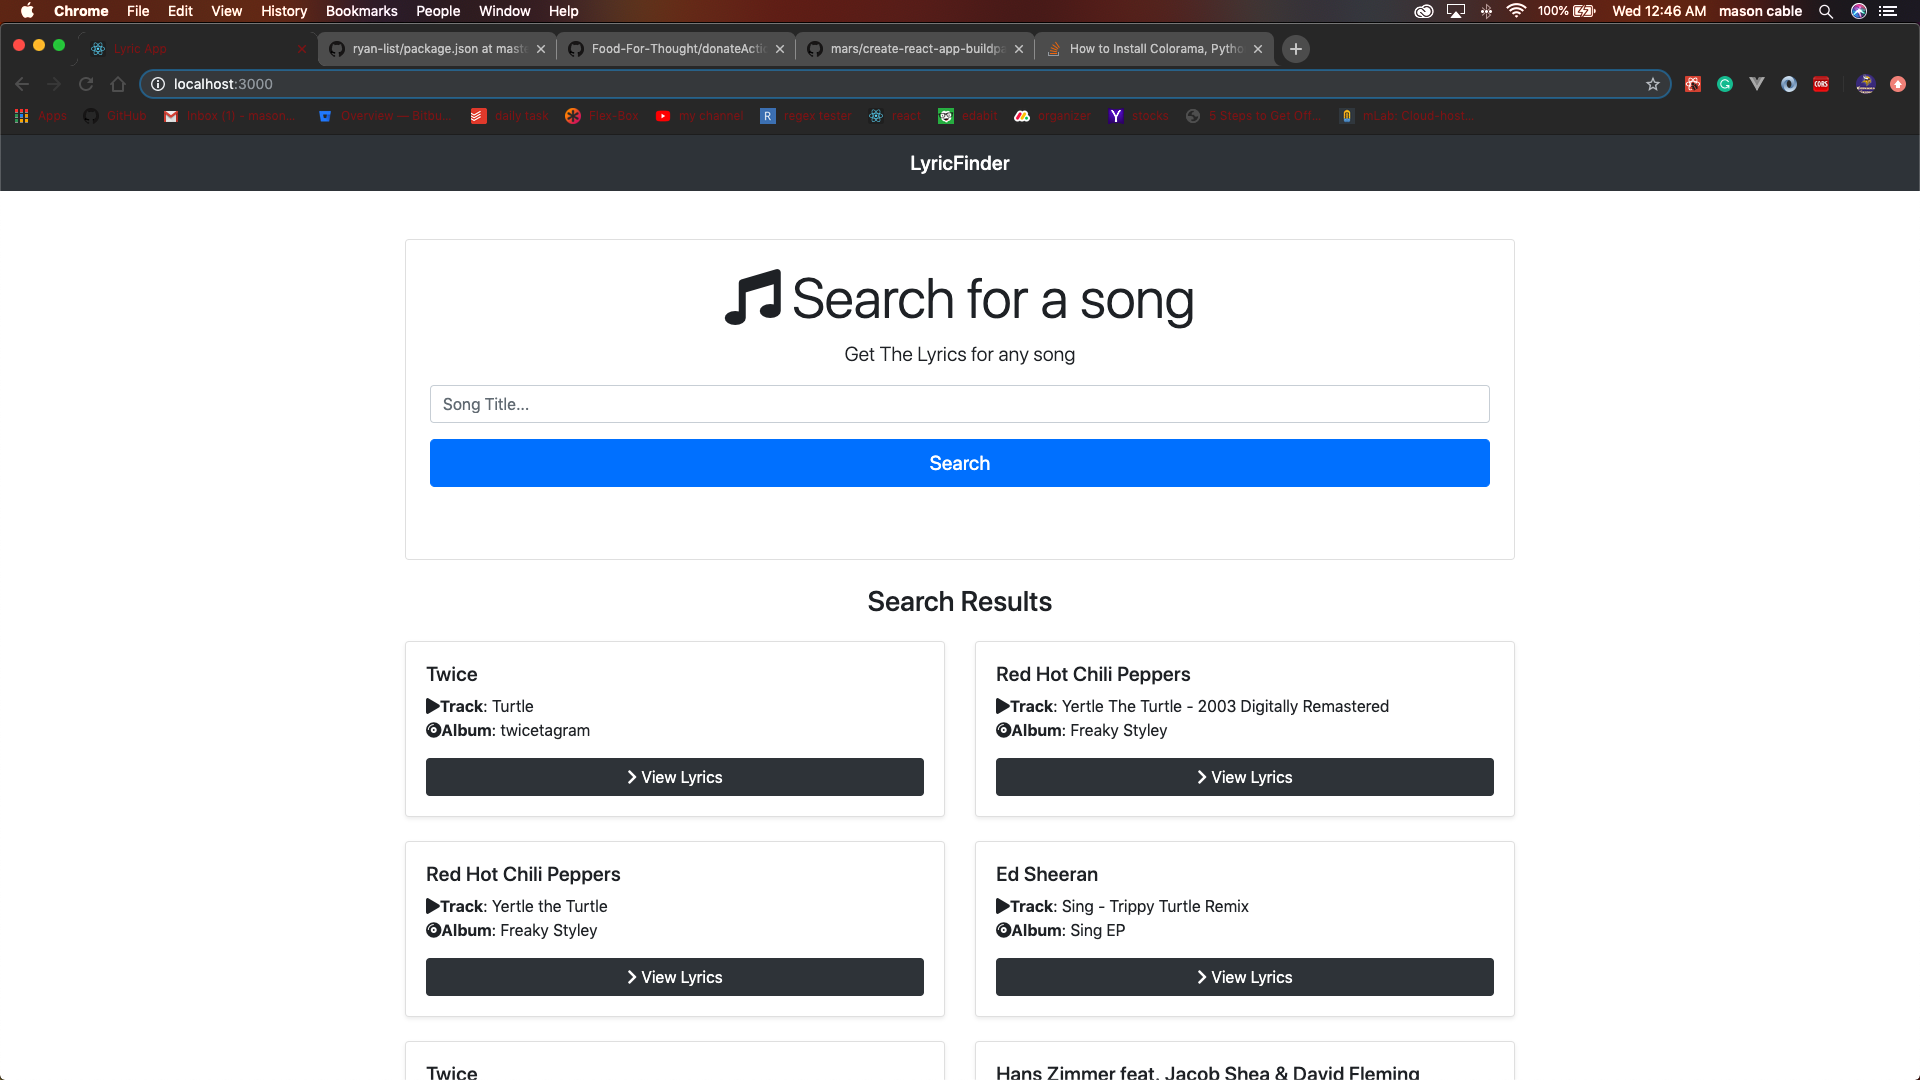 Chrome File Edit View History Bookmarks People Window Help 100% Wed 12:46 AM mason cable
Lyric App ryan-list/package.json at maste Food-For-Thought/donateActi mars/create-react-app-buildpa How to Install Colorama, Pytho
localhost:3000 CORS
Apps GitHub Inbox (1) - mason... Overview — Bitbu... daily task Flex-Box my channel R regex tester react edabit organizer Y stocks 5 Steps to Get Off... mLab: Cloud-host...
LyricFinder
Search for a song
Get The Lyrics for any song
Song Title...
Search
Search Results
Twice
Track: Turtle
Album: twicetagram
View Lyrics
Red Hot Chili Peppers
Track: Yertle The Turtle - 2003 Digitally Remastered
Album: Freaky Styley
View Lyrics
Red Hot Chili Peppers
Track: Yertle the Turtle
Album: Freaky Styley
View Lyrics
Ed Sheeran
Track: Sing - Trippy Turtle Remix
Album: Sing EP
View Lyrics
Twice
Hans Zimmer feat. Jacob Shea & David Fleming